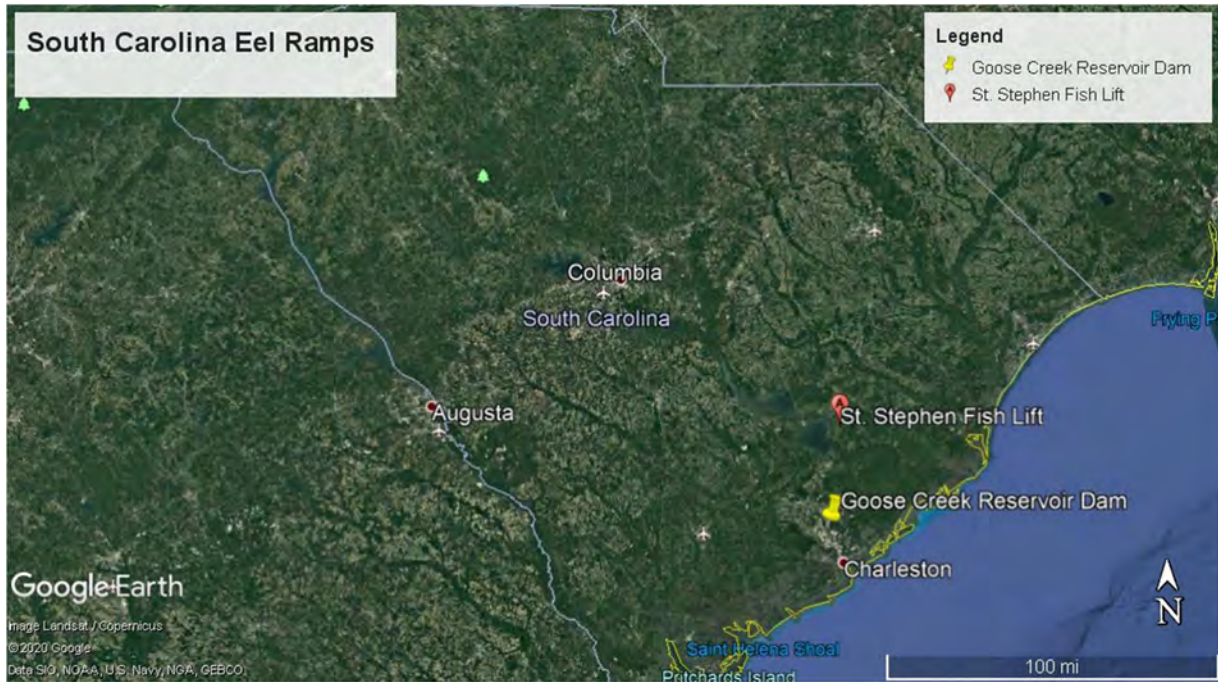 South Carolina Eel Ramps
Legend
Goose Creek Reservoir Dam
A St. Stephen Fish Lift
Columbia
South Carolina
Frying P
Augusta
A
St. Stephen Fish Lift
Goose Creek Reservoir Dam
Charleston
Google Earth
Image Landsat / Copernicus
©2020 Google
Data SIO, NOAA, U.S. Navy, NGA, GEBCO
Saint Helena Shoal
Pritchards Island
N
100 mi